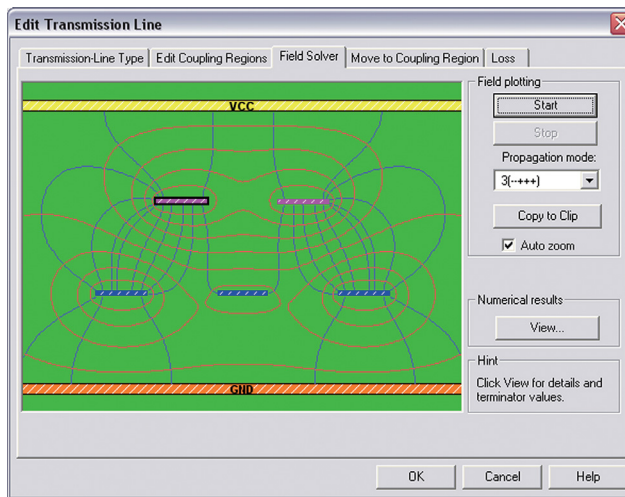 Edit Transmission Line
Transmission-Line Type
Edit Coupling Regions
Field Solver
Move to Coupling Region
Loss
VCC
GND
Field plotting
Start
Stop
Propagation mode:
3(--+++)
Copy to Clip
Auto zoom
Numerical results
View...
Hint
Click View for details and
terminator values.
OK
Cancel
Help